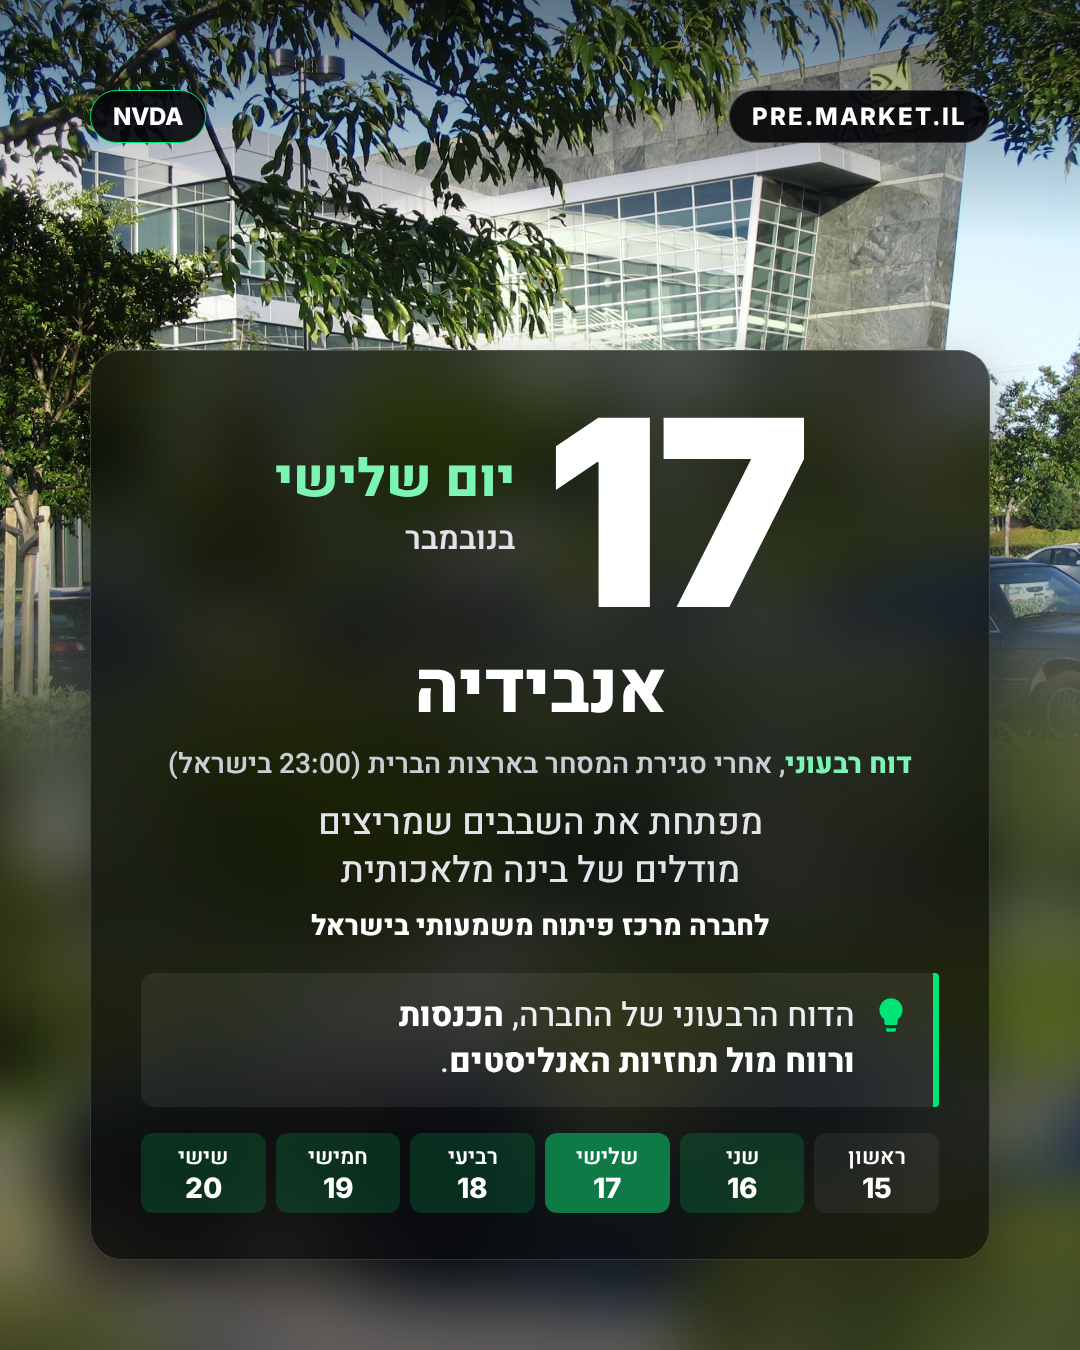 NVDA
PRE.MARKET.IL
17
יום שלישי
בנובמבר
אנבידיה
דוח רבעוני, אחרי סגירת המסחר בארצות הברית (23:00 בישראל)
מפתחת את השבבים שמריצים
מודלים של בינה מלאכותית
לחברה מרכז פיתוח משמעותי בישראל
הדוח הרבעוני של החברה, הכנסות
ורווח מול תחזיות האנליסטים.
ראשון
15
שני
16
שלישי
17
רביעי
18
חמישי
19
שישי
20